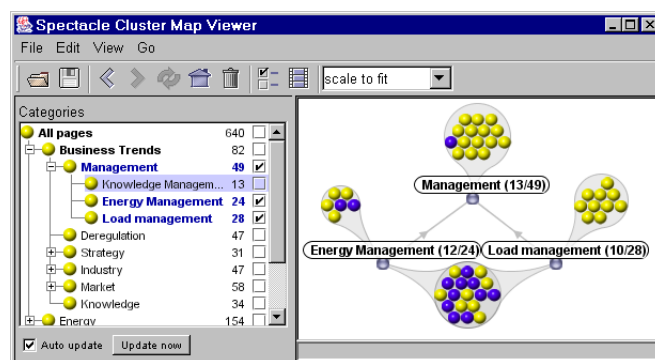 Spectacle Cluster Map Viewer
File Edit View Go
scale to fit
Categories
All pages 640
Business Trends 82
Management 49
Knowledge Managem... 13
Energy Management 24
Load management 28
Deregulation 47
Strategy 31
Industry 47
Market 58
Knowledge 34
Energy 154
Auto update Update now
Management (13/49)
Energy Management (12/24) Load management (10/28)